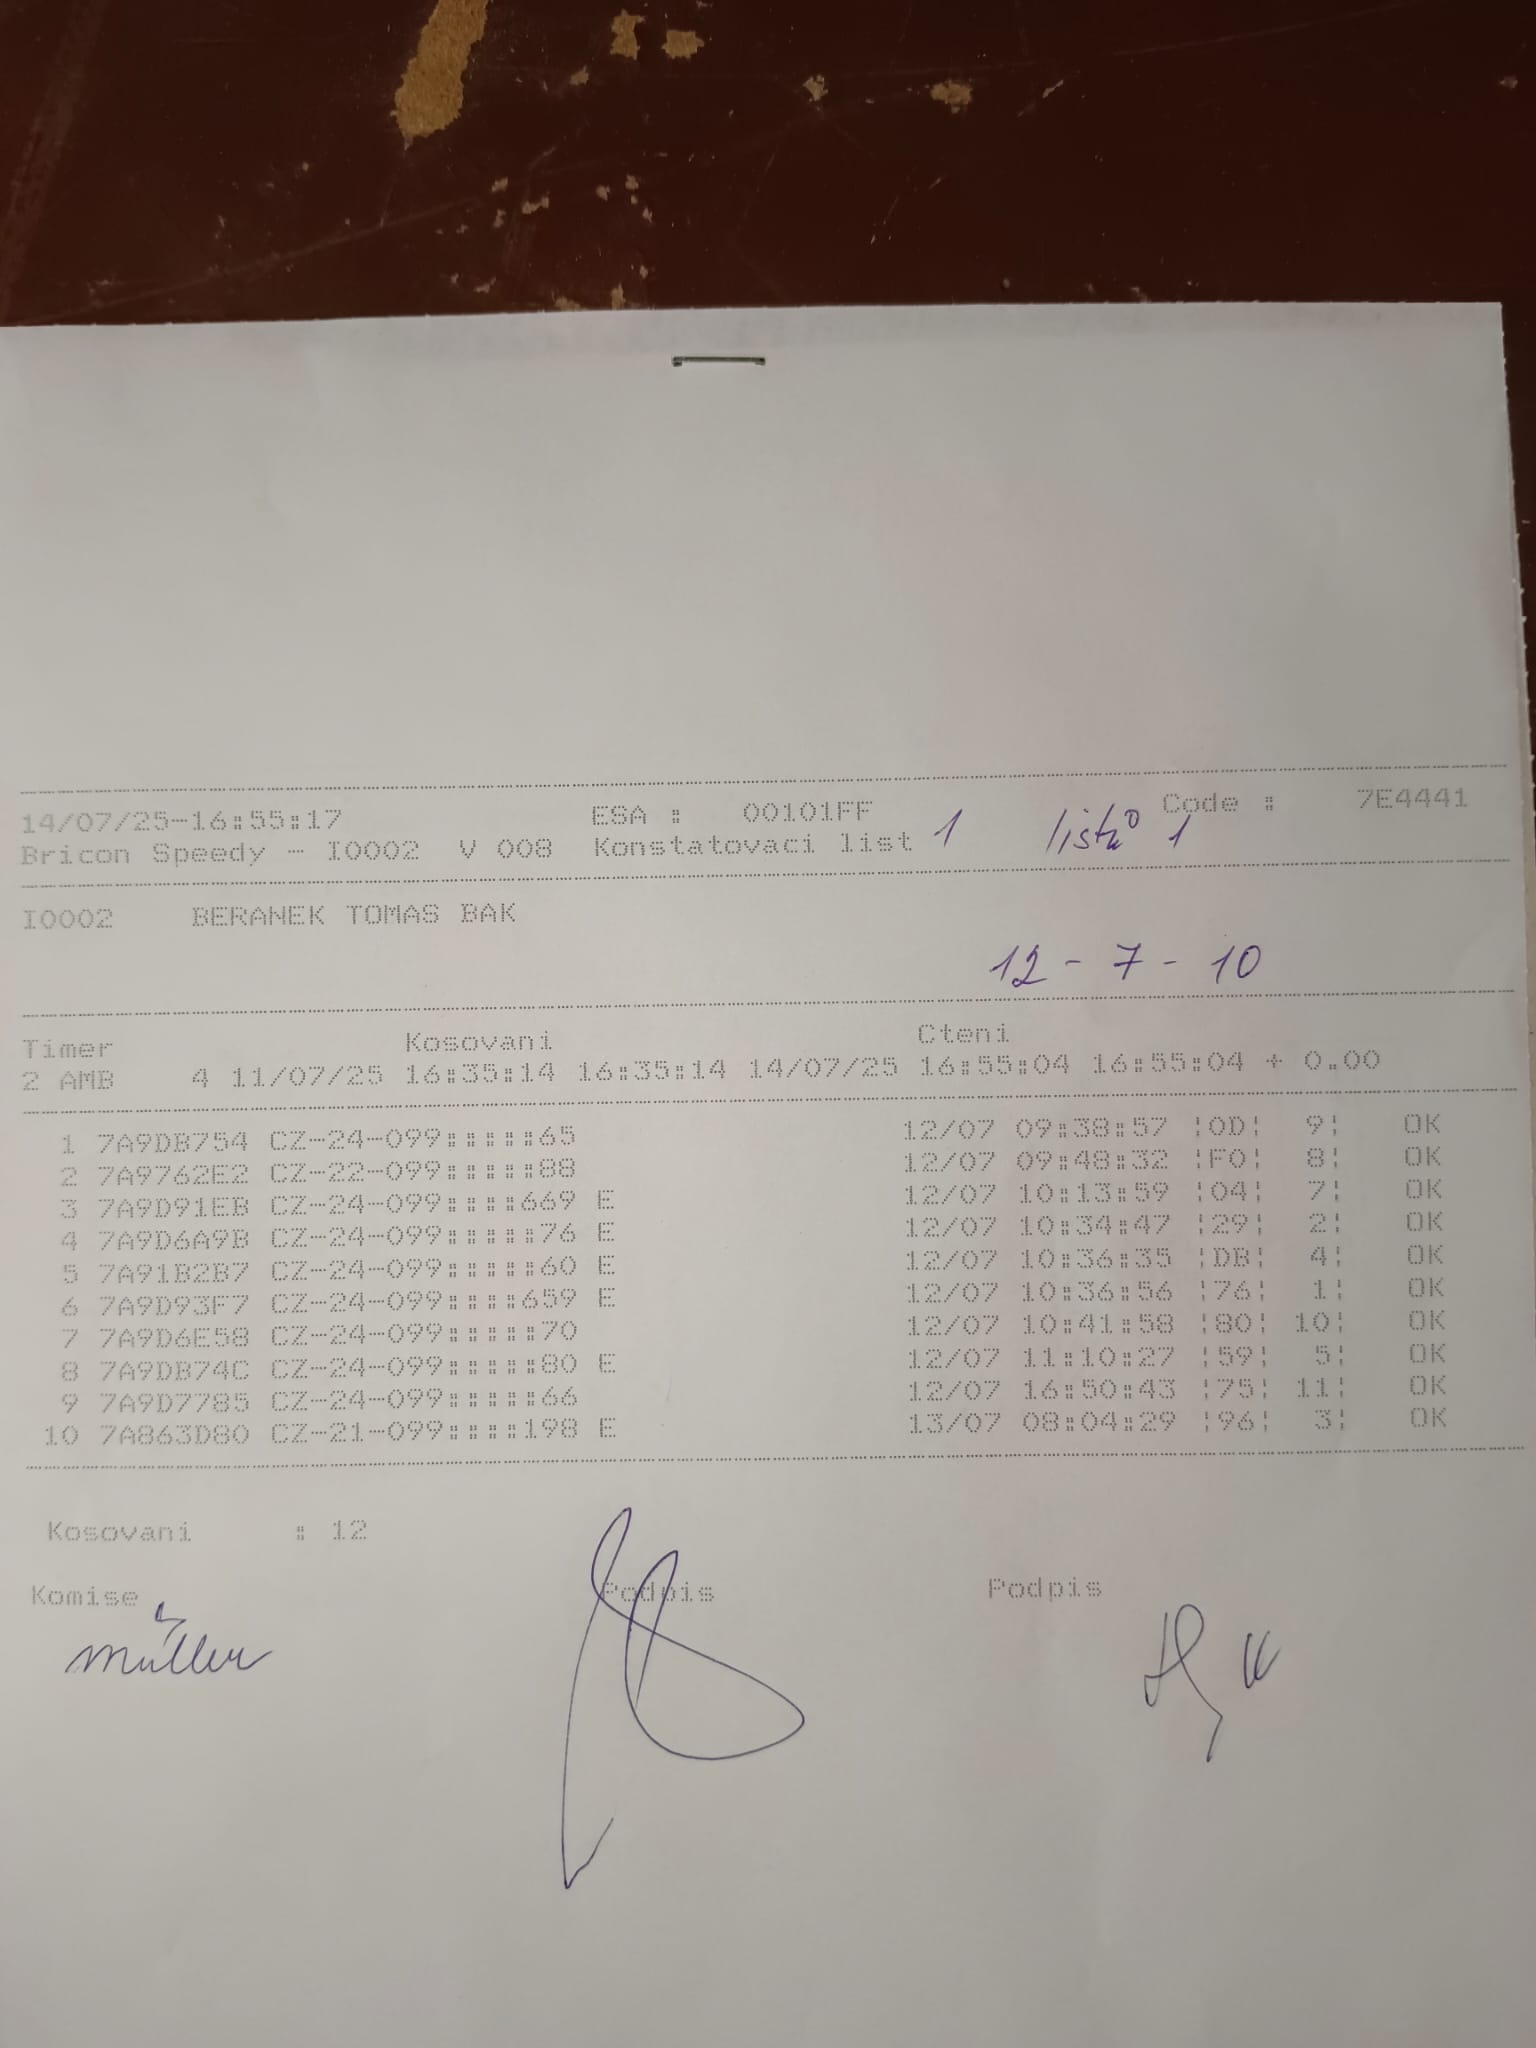 14/07/25-16:55:17 ESA : 00101FF Code : 7E4441
Bricon Speedy - I0002 V 008 Konstatovaci list 1 listů 1
I0002 BERANEK TOMAS BAK
12 - 7 - 10
Timer Kosovani Cteni
2 AMB 4 11/07/25 16:35:14 16:35:14 14/07/25 16:55:04 16:55:04 + 0.00
1 7A9DB754 CZ-24-099:::::65 12/07 09:38:57 ¦0D¦ 9¦ OK
2 7A9762E2 CZ-22-099:::::88 12/07 09:48:32 ¦F0¦ 8¦ OK
3 7A9D91EB CZ-24-099::::669 E 12/07 10:13:59 ¦04¦ 7¦ OK
4 7A9D6A9B CZ-24-099:::::76 E 12/07 10:34:47 ¦29¦ 2¦ OK
5 7A91B2B7 CZ-24-099:::::60 E 12/07 10:36:35 ¦DB¦ 4¦ OK
6 7A9D93F7 CZ-24-099::::659 E 12/07 10:36:56 ¦76¦ 1¦ OK
7 7A9D6E58 CZ-24-099:::::70 12/07 10:41:58 ¦80¦ 10¦ OK
8 7A9DB74C CZ-24-099:::::80 E 12/07 11:10:27 ¦59¦ 5¦ OK
9 7A9D7785 CZ-24-099:::::66 12/07 16:50:43 ¦75¦ 11¦ OK
10 7A863D80 CZ-21-099::::198 E 13/07 08:04:29 ¦96¦ 3¦ OK
Kosovani : 12
Komise Podpis Podpis
Müller